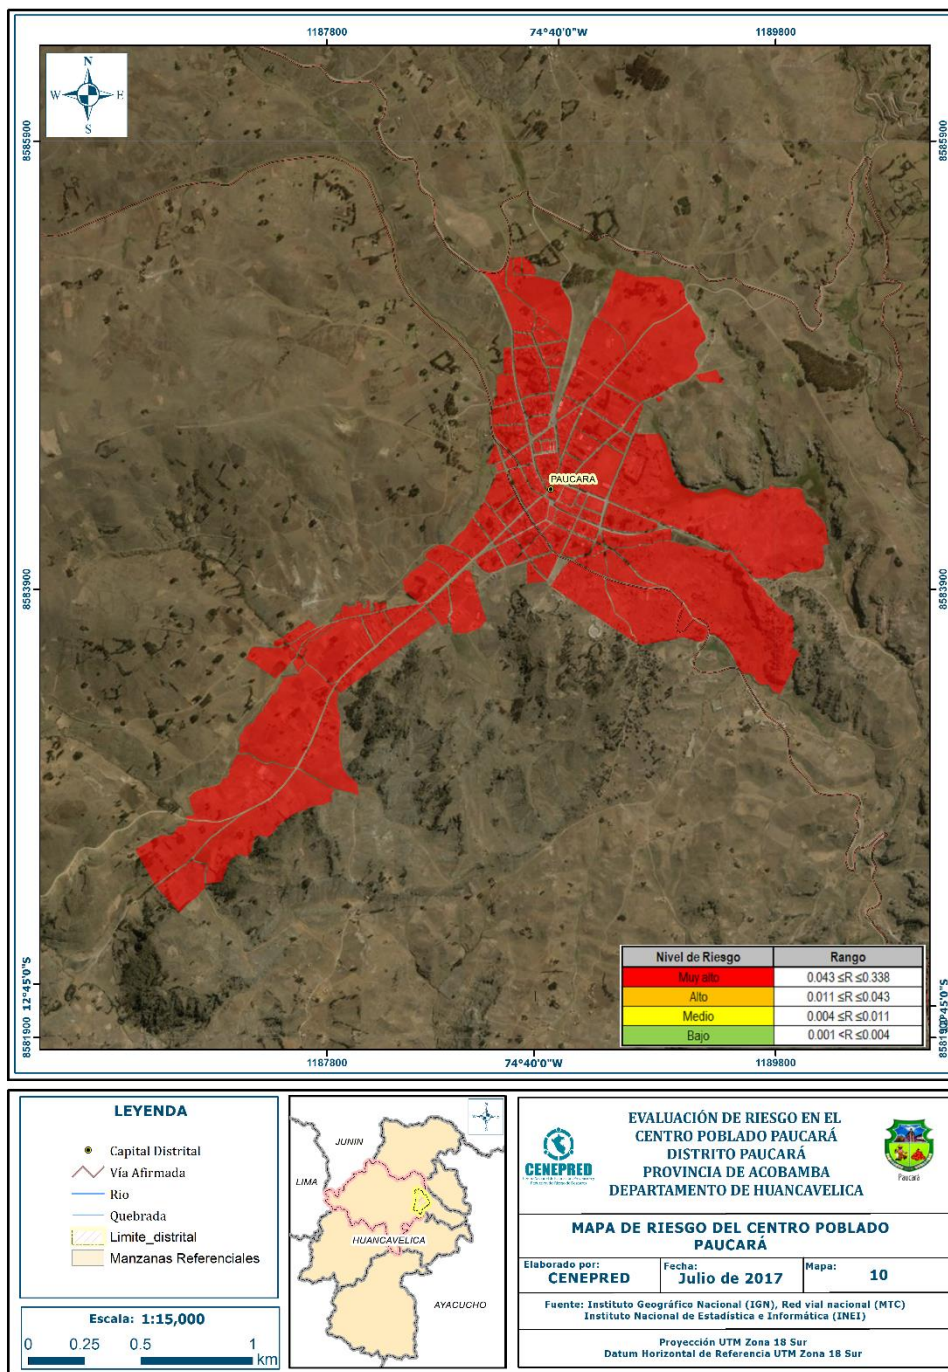 1187800
74°40'0"W
1189800
N
W
E
S
8585900
8585900
PAUCARA
8583900
8583900
Nivel de Riesgo
Rango
Muy alto
0.043 ≤R ≤0.338
Alto
0.011 ≤R ≤0.043
Medio
0.004 ≤R ≤0.011
Bajo
0.001 <R ≤0.004
12°45'0"S
8581900
1187800
74°40'0"W
1189800
LEYENDA
Capital Distrital
Vía Afirmada
Rio
Quebrada
Limite_distrital
Manzanas Referenciales
Escala: 1:15,000
0 0.25 0.5 1
km
JUNIN
LIMA
HUANCAVELICA
AYACUCHO
CENEPRED
EVALUACIÓN DE RIESGO EN EL
CENTRO POBLADO PAUCARÁ
DISTRITO PAUCARÁ
PROVINCIA DE ACOBAMBA
DEPARTAMENTO DE HUANCAVELICA
Paucará
MAPA DE RIESGO DEL CENTRO POBLADO
PAUCARÁ
Elaborado por:
CENEPRED
Fecha:
Julio de 2017
Mapa:
10
Fuente: Instituto Geográfico Nacional (IGN), Red vial nacional (MTC)
Instituto Nacional de Estadística e Informática (INEI)
Proyección UTM Zona 18 Sur
Datum Horizontal de Referencia UTM Zona 18 Sur